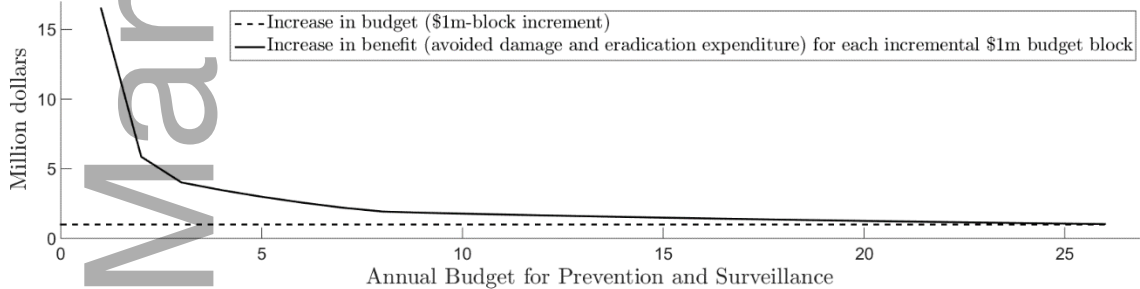 Increase in budget ($1m-block increment)
Increase in benefit (avoided damage and eradication expenditure) for each incremental $1m budget block
Million dollars
15
10
5
0
0 5 10 15 20 25
Annual Budget for Prevention and Surveillance
Man